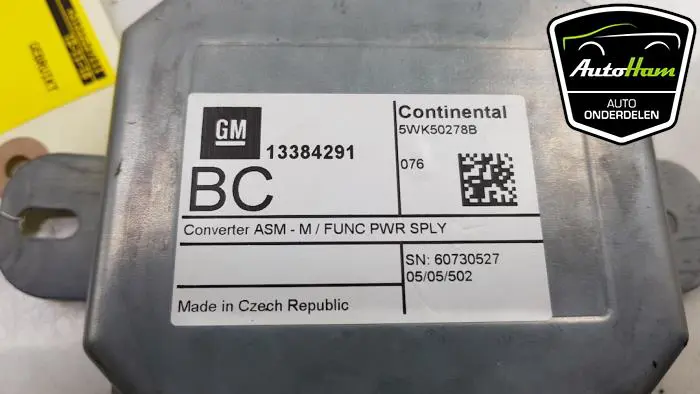 GEBRUIKT
AutoHam
AUTO
ONDERDELEN
GM
13384291
BC
Continental
5WK50278B
076
Converter ASM - M / FUNC PWR SPLY
SN: 60730527
05/05/502
Made in Czech Republic